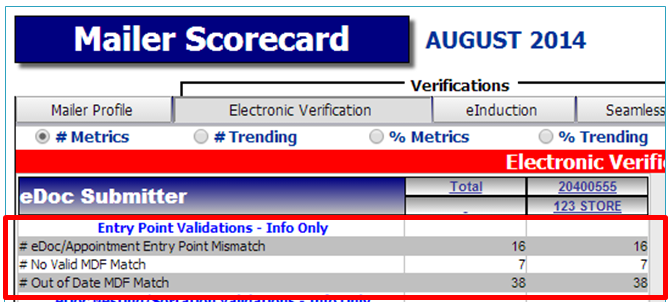 Mailer Scorecard AUGUST 2014
Verifications
Mailer Profile Electronic Verification eInduction Seamless
# Metrics # Trending % Metrics % Trending
Electronic Verifi
eDoc Submitter Total 20400555
123 STORE
Entry Point Validations - Info Only
# eDoc/Appointment Entry Point Mismatch 16 16
# No Valid MDF Match 7 7
# Out of Date MDF Match 38 38